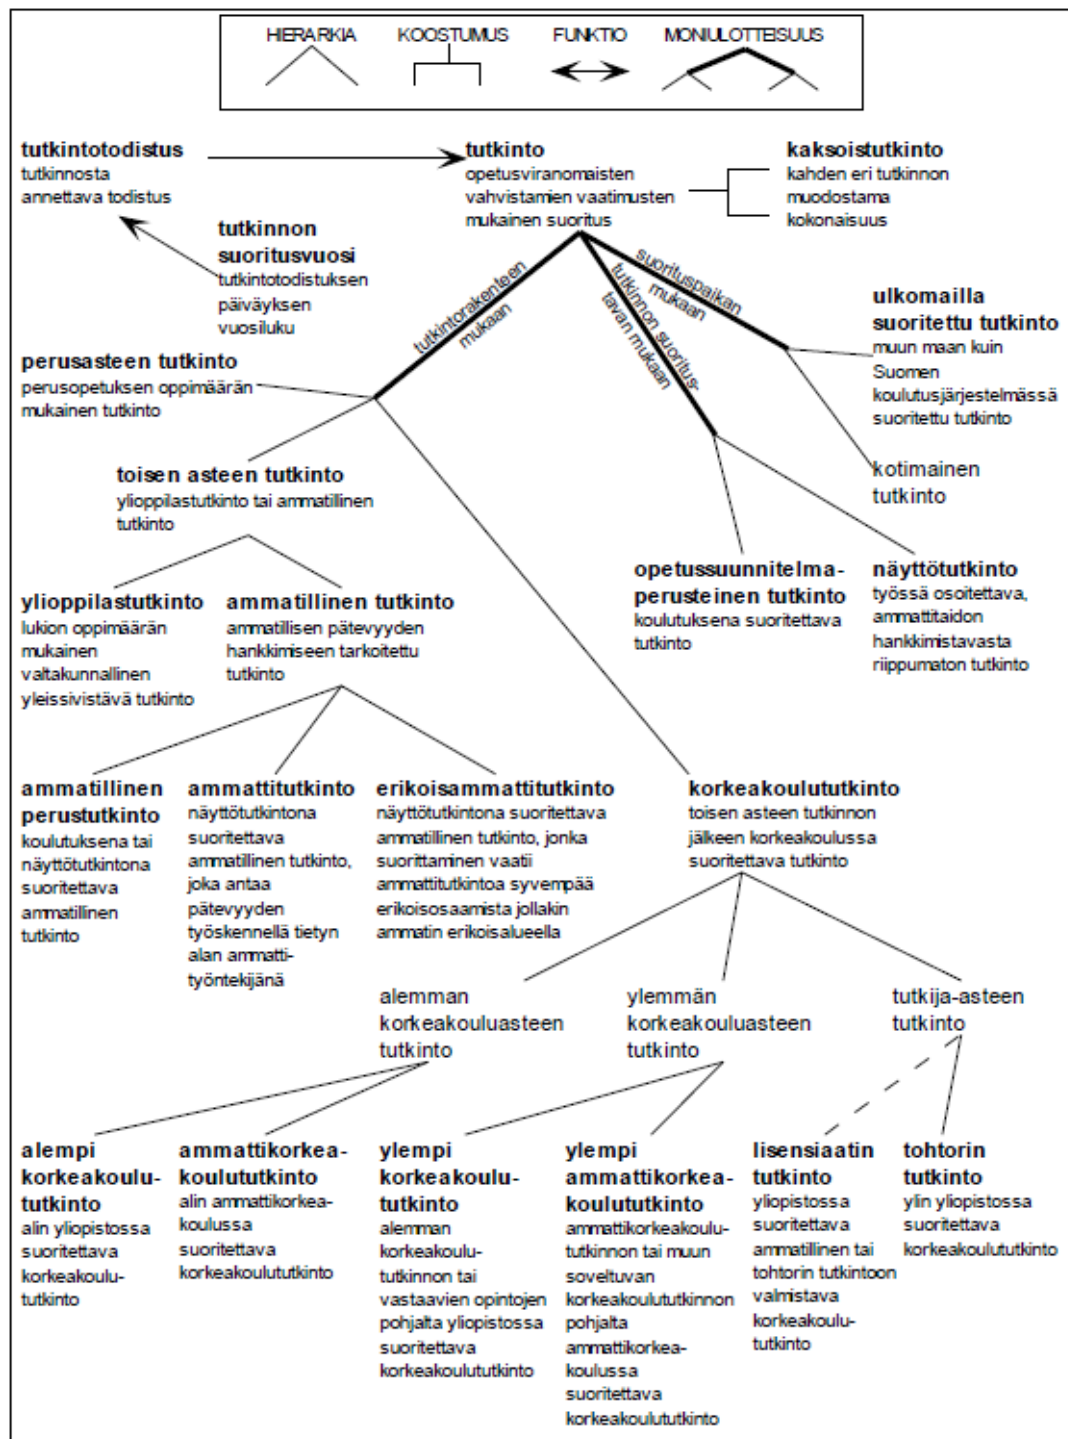 HIERARKIA KOOSTUMUS FUNKTIO MONIULOTTEISUUS
tutkintotodistus
tutkinnosta
annettava todistus
tutkinto
opetusviranomaisten
vahvistamien vaatimusten
mukainen suoritus
kaksoistutkinto
kahden eri tutkinnon
muodostama
kokonaisuus
tutkinnon
suoritusvuosi
tutkintotodistuksen
päiväyksen
vuosiluku
tutkintorakenteen
mukaan
tutkinnon suoritus-
tavan mukaan
suorituspaikan
mukaan
ulkomailla
suoritettu tutkinto
muun maan kuin
Suomen
koulutusjärjestelmässä
suoritettu tutkinto
perusasteen tutkinto
perusopetuksen oppimäärän
mukainen tutkinto
kotimainen
tutkinto
toisen asteen tutkinto
ylioppilastutkinto tai ammatillinen
tutkinto
opetussuunnitelma-
perusteinen tutkinto
koulutuksena suoritettava
tutkinto
näyttötutkinto
työssä osoitettava,
ammattitaidon
hankkimistavasta
riippumaton tutkinto
ylioppilastutkinto
lukion oppimäärän
mukainen
valtakunnallinen
yleissivistävä tutkinto
ammatillinen tutkinto
ammatillisen pätevyyden
hankkimiseen tarkoitettu
tutkinto
ammatillinen
perustutkinto
koulutuksena tai
näyttötutkintona
suoritettava
ammatillinen
tutkinto
ammattitutkinto
näyttötutkintona
suoritettava
ammatillinen tutkinto,
joka antaa
pätevyyden
työskennellä tietyn
alan ammatti-
työntekijänä
erikoisammattitutkinto
näyttötutkintona suoritettava
ammatillinen tutkinto, jonka
suorittaminen vaatii
ammattitutkintoa syvempää
erikoisosaamista jollakin
ammatin erikoisalueella
korkeakoulututkinto
toisen asteen tutkinnon
jälkeen korkeakoulussa
suoritettava tutkinto
alemman
korkeakouluasteen
tutkinto
ylemmän
korkeakouluasteen
tutkinto
tutkija-asteen
tutkinto
alempi
korkeakoulu-
tutkinto
alin yliopistossa
suoritettava
korkeakoulu-
tutkinto
ammattikorkea-
koulututkinto
alin ammattikorkea-
koulussa
suoritettava
korkeakoulututkinto
ylempi
korkeakoulu-
tutkinto
alemman
korkeakoulu-
tutkinnon tai
vastaavien opintojen
pohjalta yliopistossa
suoritettava
korkeakoulututkinto
ylempi
ammattikorkea-
koulututkinto
ammattikorkeakoulu-
tutkinnon tai muun
soveltuvan
korkeakoulututkinnon
pohjalta
ammattikorkea-
koulussa
suoritettava
korkeakoulututkinto
lisensiaatin
tutkinto
yliopistossa
suoritettava
ammatillinen tai
tohtorin tutkintoon
valmistava
korkeakoulu-
tutkinto
tohtorin
tutkinto
ylin yliopistossa
suoritettava
korkeakoulututkinto